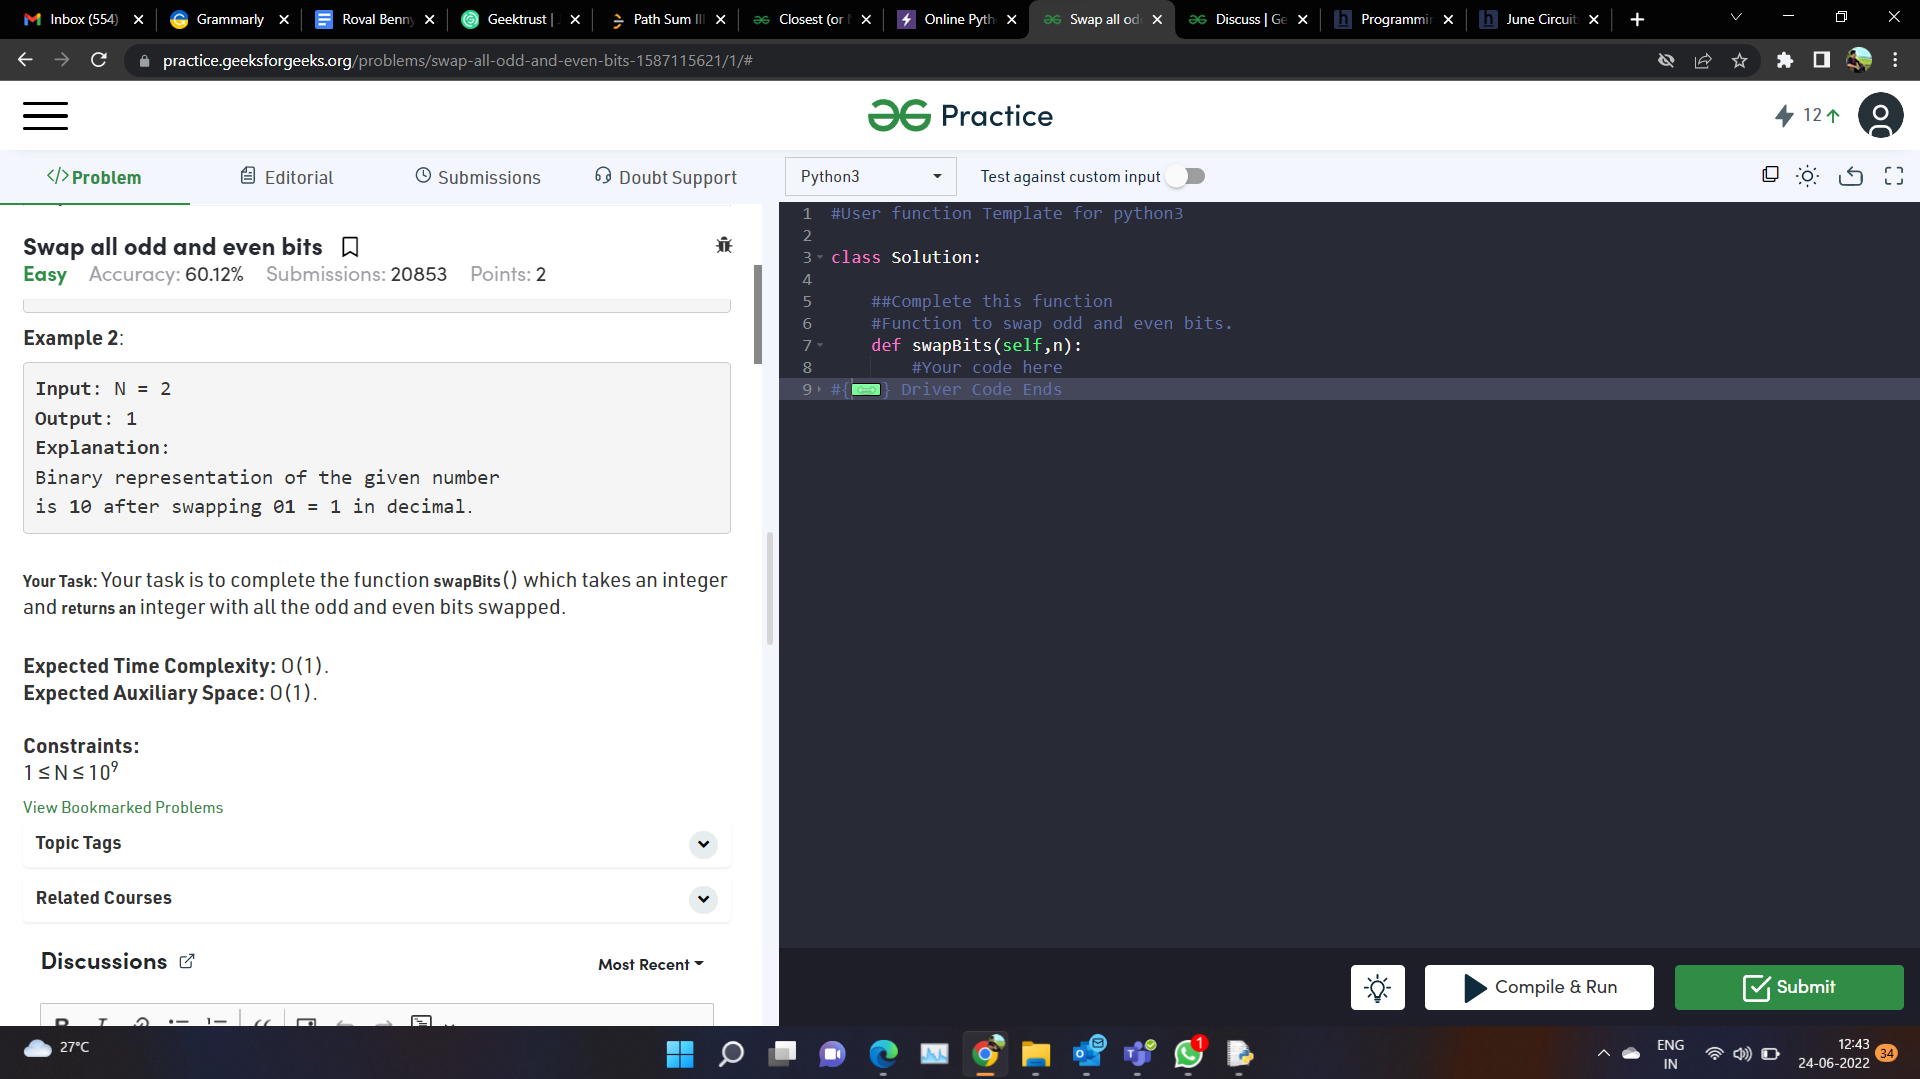 Inbox (554)
Grammarly
Roval Benny
Geektrust |
Path Sum III
Closest (or
Online Pyth
Swap all od
Discuss | Ge
Programmi
June Circuit
practice.geeksforgeeks.org/problems/swap-all-odd-and-even-bits-1587115621/1/#
Practice
12
</>Problem
Editorial
Submissions
Doubt Support
Python3
Test against custom input
Swap all odd and even bits
Easy Accuracy: 60.12% Submissions: 20853 Points: 2
Example 2:
Input: N = 2
Output: 1
Explanation:
Binary representation of the given number
is 10 after swapping 01 = 1 in decimal.
Your Task: Your task is to complete the function swapBits() which takes an integer
and returns an integer with all the odd and even bits swapped.
Expected Time Complexity: O(1).
Expected Auxiliary Space: O(1).
Constraints:
1 ≤ N ≤ 10⁹
View Bookmarked Problems
Topic Tags
Related Courses
Discussions
Most Recent
1 #User function Template for python3
2
3 class Solution:
4
5 ##Complete this function
6 #Function to swap odd and even bits.
7 def swapBits(self,n):
8 #Your code here
9 #{ } Driver Code Ends
Compile & Run
Submit
27°C
1
ENG
IN
12:43
24-06-2022
34